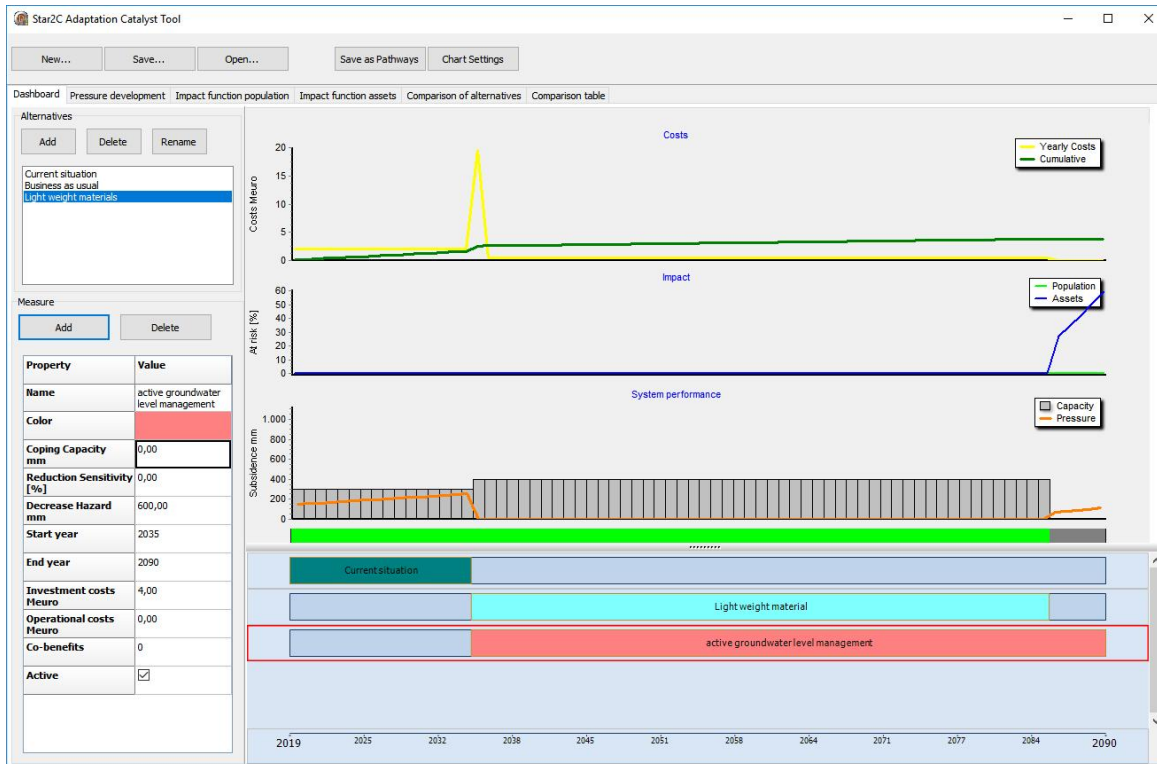 Star2C Adaptation Catalyst Tool
New... Save... Open... Save as Pathways Chart Settings
Dashboard Pressure development Impact function population Impact function assets Comparison of alternatives Comparison table
Alternatives
Add Delete Rename
Current situation
Business as usual
Light weight materials
Measure
Add Delete
Property Value
Name active groundwater
level management
Color
Coping Capacity 0,00
mm
Reduction Sensitivity 0,00
[%]
Decrease Hazard 600,00
mm
Start year 2035
End year 2090
Investment costs 4,00
Meuro
Operational costs 0,00
Meuro
Co-benefits 0
Active
Costs
Yearly Costs
Cumulative
Costs Meuro
20
15
10
5
0
Impact
Population
Assets
At risk [%]
60
50
40
30
20
10
0
System performance
Capacity
Pressure
Subsidence mm
1.000
800
600
400
200
0
Current situation
Light weight material
active groundwater level management
2019 2025 2032 2038 2045 2051 2058 2064 2071 2077 2084 2090